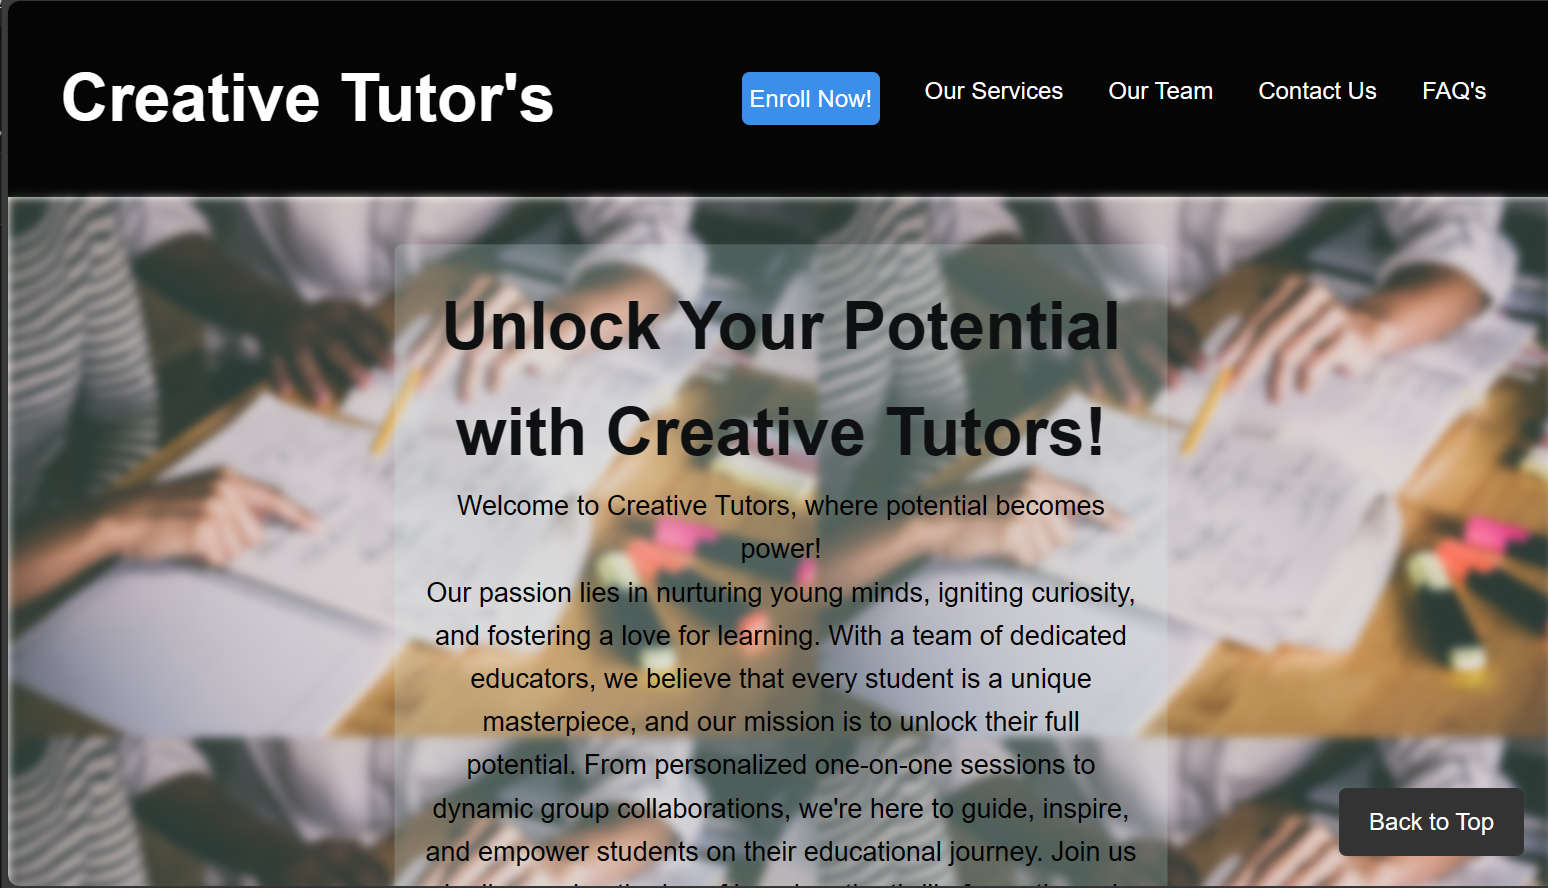 Creative Tutor's
Enroll Now!
Our Services
Our Team
Contact Us
FAQ's
Unlock Your Potential
with Creative Tutors!
Welcome to Creative Tutors, where potential becomes
power!
Our passion lies in nurturing young minds, igniting curiosity,
and fostering a love for learning. With a team of dedicated
educators, we believe that every student is a unique
masterpiece, and our mission is to unlock their full
potential. From personalized one-on-one sessions to
dynamic group collaborations, we're here to guide, inspire,
and empower students on their educational journey. Join us
Back to Top